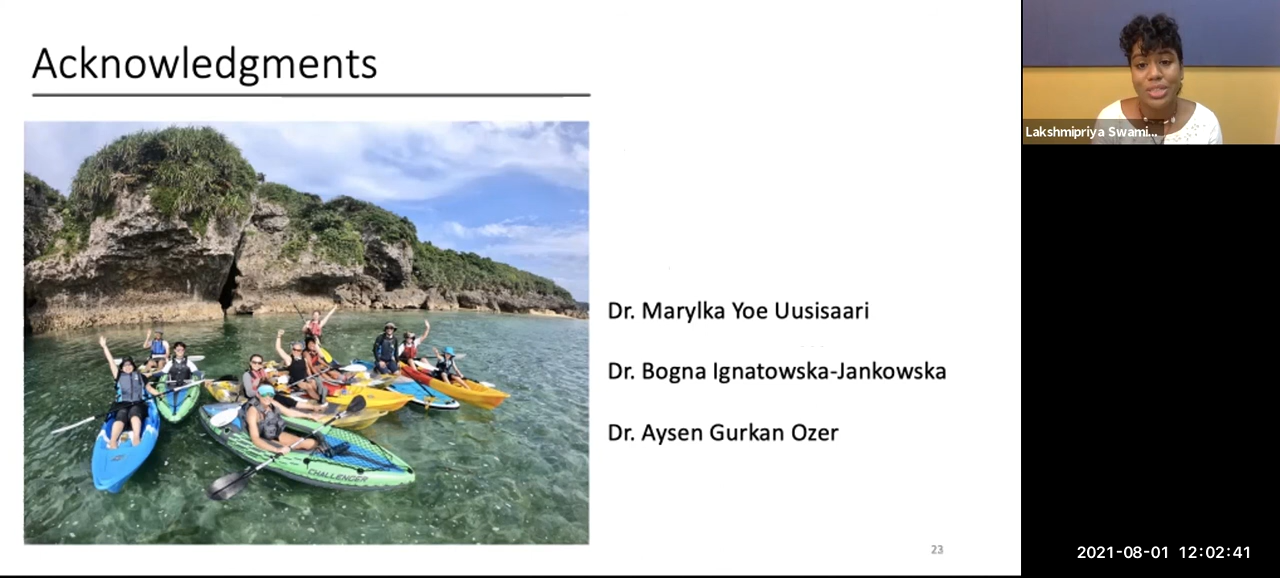 Acknowledgments
Lakshmipriya Swami...
CHALLENGER
Dr. Marylka Yoe Uusisaari
Dr. Bogna Ignatowska-Jankowska
Dr. Aysen Gurkan Ozer
23
2021-08-01 12:02:41